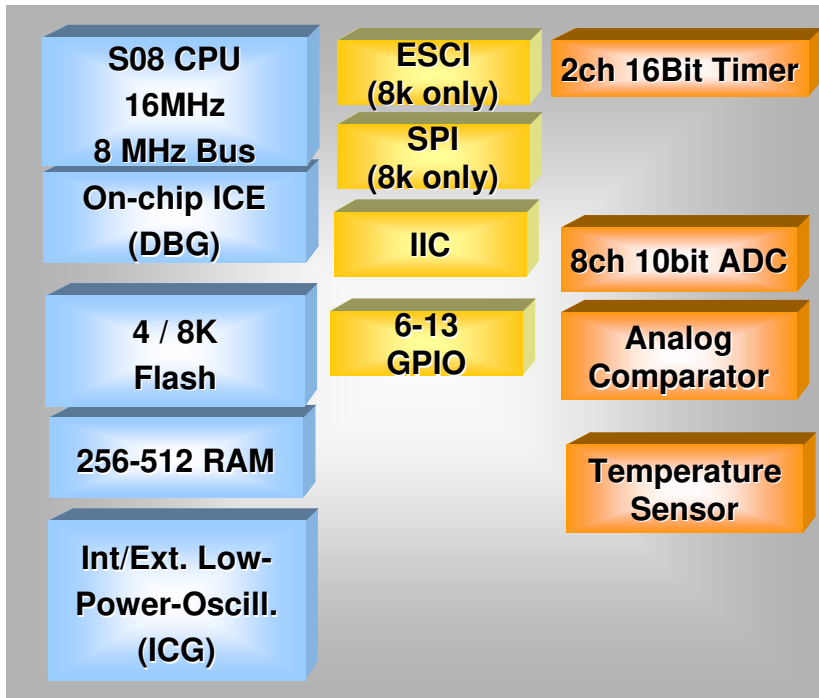 S08 CPU
16MHz
8 MHz Bus
On-chip ICE
(DBG)
4 / 8K
Flash
256-512 RAM
Int/Ext. Low-
Power-Oscill.
(ICG)
ESCI
(8k only)
SPI
(8k only)
IIC
6-13
GPIO
2ch 16Bit Timer
8ch 10bit ADC
Analog
Comparator
Temperature
Sensor